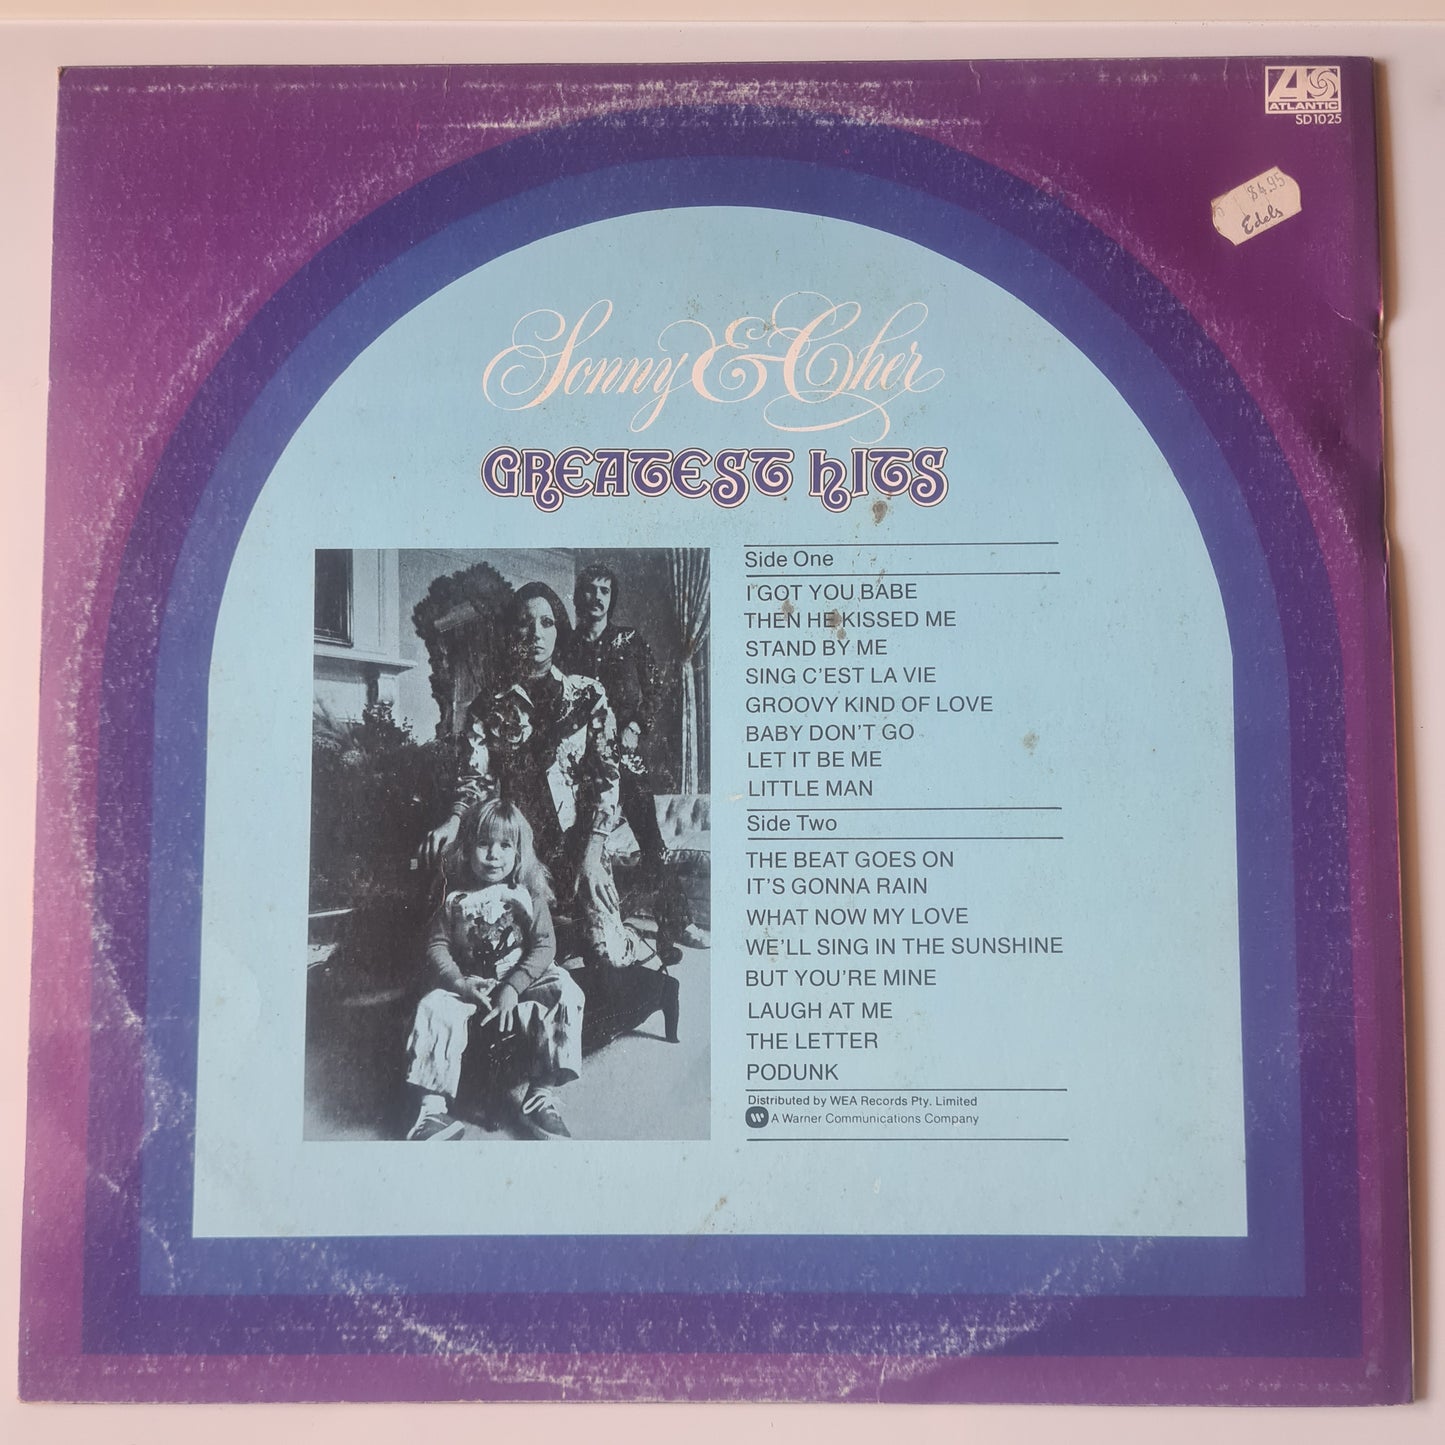 ATLANTIC
SD 1025
$4.95
Edels
Sonny & Cher
GREATEST HITS
Side One
I GOT YOU BABE
THEN HE KISSED ME
STAND BY ME
SING C'EST LA VIE
GROOVY KIND OF LOVE
BABY DON'T GO
LET IT BE ME
LITTLE MAN
Side Two
THE BEAT GOES ON
IT'S GONNA RAIN
WHAT NOW MY LOVE
WE'LL SING IN THE SUNSHINE
BUT YOU'RE MINE
LAUGH AT ME
THE LETTER
PODUNK
Distributed by WEA Records Pty. Limited
A Warner Communications Company